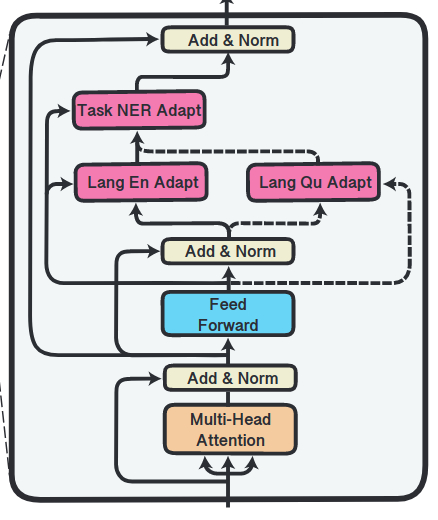 Add & Norm
Task NER Adapt
Lang En Adapt
Lang Qu Adapt
Add & Norm
Feed
Forward
Add & Norm
Multi-Head
Attention